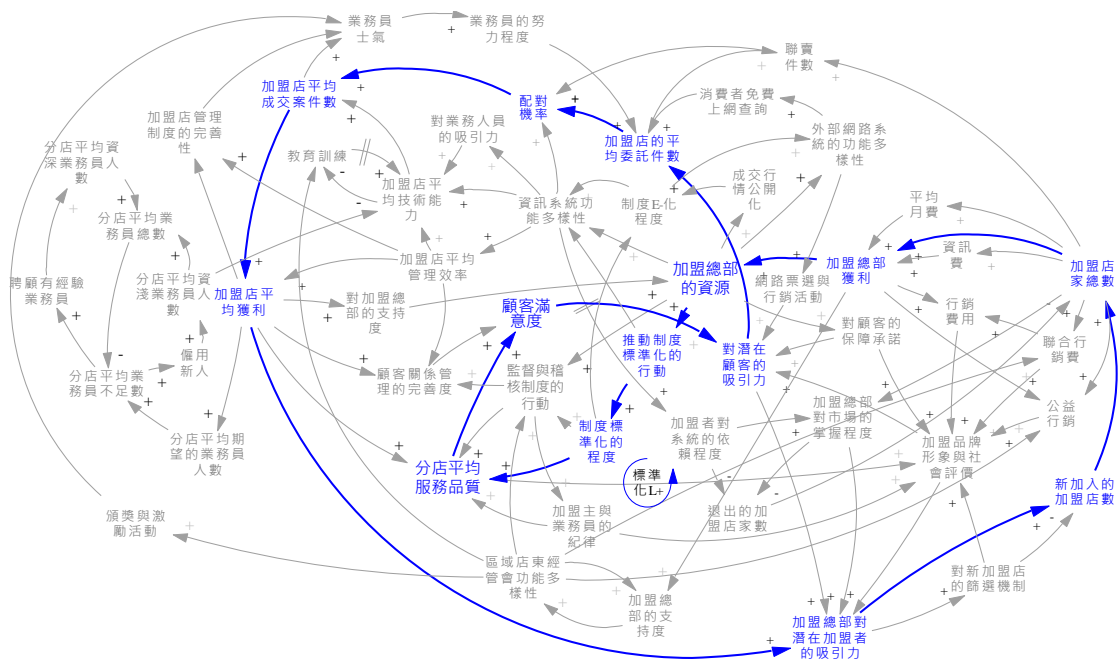 業務員
士氣
業務員的努
力程度
聯賣
件數
加盟店平均
成交案件數
配對
機率
消費者免費
上網查詢
加盟店管理
制度的完善
性
對業務人員
的吸引力
加盟店的平
均委託件數
外部網路系
統的功能多
樣性
分店平均資
深業務員人
數
教育訓練
加盟店平
均技術能
力
資訊系統功
能多樣性
制度E-化
程度
成交行
情公開
化
平均
月費
分店平均業
務員總數
資訊
費
加盟店平均
管理效率
加盟總部
的資源
網路票選與
行銷活動
加盟總部
獲利
加盟店
家總數
聘顧有經驗
業務員
分店平均資
淺業務員人
數
加盟店平
均獲利
對加盟總
部的支持
度
顧客滿
意度
行銷
費用
對顧客的
保障承諾
推動制度
標準化的
行動
對潛在
顧客的
吸引力
聯合行
銷費
僱用
新人
分店平均業
務員不足數
顧客關係管
理的完善度
監督與稽
核制度的
行動
加盟總部
對市場的
掌握程度
公益
行銷
分店平均期
望的業務員
人數
制度標
準化的
程度
加盟者對
系統的依
賴程度
加盟品牌
形象與社
會評價
分店平均
服務品質
標準
化L+
新加入的
加盟店數
頒獎與激
勵活動
加盟主與
業務員的
紀律
退出的加
盟店家數
區域店東經
管會功能多
樣性
加盟總
部的支
持度
對新加盟店
的篩選機制
加盟總部對
潛在加盟者
的吸引力